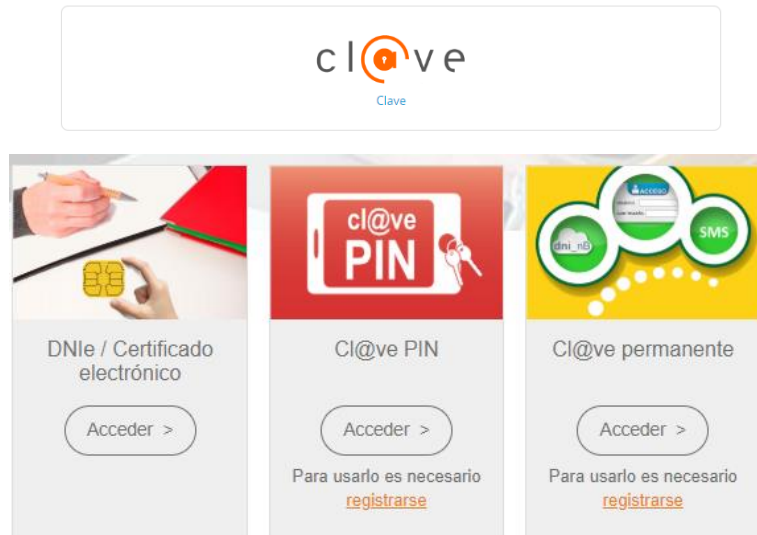 cl@ve
Clave
cl@ve
PIN
ACCESO
dni_nB
SMS
DNIe / Certificado
electrónico
Cl@ve PIN
Cl@ve permanente
Acceder >
Acceder >
Acceder >
Para usarlo es necesario
registrarse
Para usarlo es necesario
registrarse